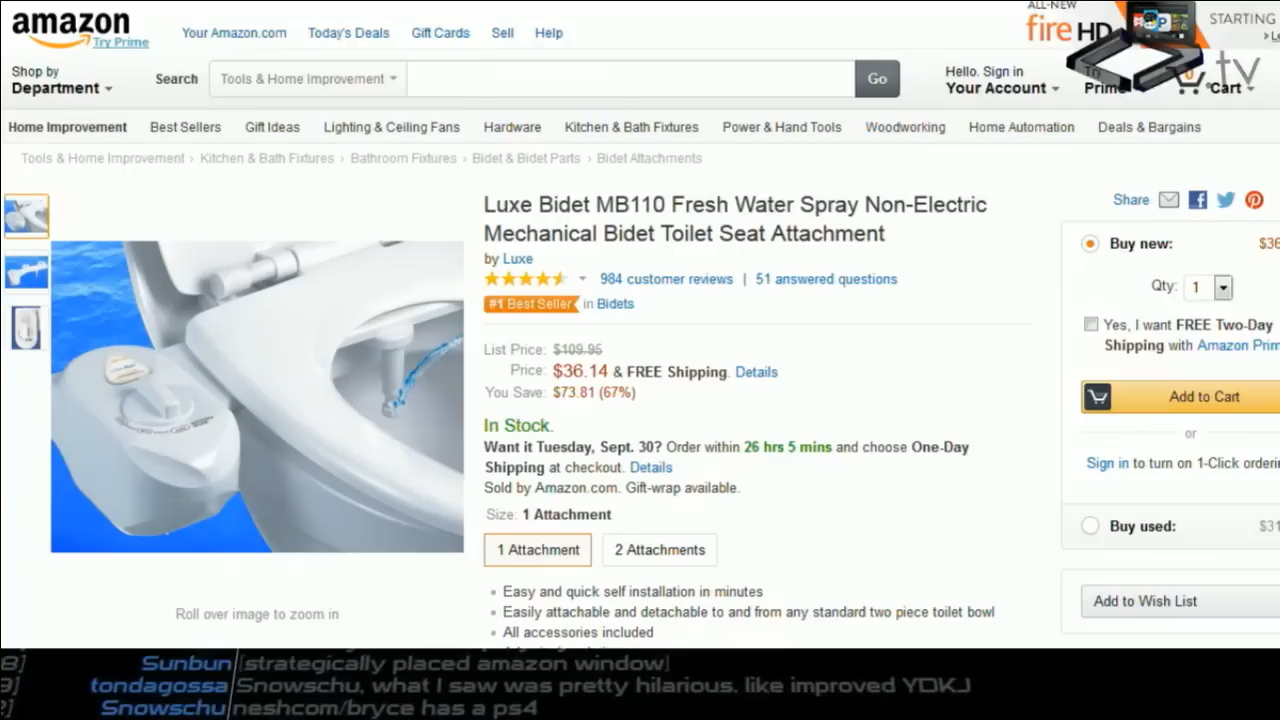 amazon
Try Prime
Your Amazon.com Today's Deals Gift Cards Sell Help
ALL-NEW
fire HD
STARTING
Shop by
Department
Search Tools & Home Improvement Go
Hello. Sign in
Your Account
Prime
0
Cart
.tv
Home Improvement Best Sellers Gift Ideas Lighting & Ceiling Fans Hardware Kitchen & Bath Fixtures Power & Hand Tools Woodworking Home Automation Deals & Bargains
Tools & Home Improvement › Kitchen & Bath Fixtures › Bathroom Fixtures › Bidet & Bidet Parts › Bidet Attachments
Luxe Bidet MB110 Fresh Water Spray Non-Electric
Mechanical Bidet Toilet Seat Attachment
by Luxe
984 customer reviews | 51 answered questions
#1 Best Seller in Bidets
List Price: $109.95
Price: $36.14 & FREE Shipping. Details
You Save: $73.81 (67%)
In Stock.
Want it Tuesday, Sept. 30? Order within 26 hrs 5 mins and choose One-Day
Shipping at checkout. Details
Sold by Amazon.com. Gift-wrap available.
Size: 1 Attachment
1 Attachment 2 Attachments
• Easy and quick self installation in minutes
• Easily attachable and detachable to and from any standard two piece toilet bowl
• All accessories included
Roll over image to zoom in
Share
Buy new: $36
Qty: 1
Yes, I want FREE Two-Day
Shipping with Amazon Prim
Add to Cart
or
Sign in to turn on 1-Click orderin
Buy used: $31
Add to Wish List
8] Sunbun [strategically placed amazon window]
9] tondagossa Snowschu, what I saw was pretty hilarious. like improved YDKJ
2] Snowschu neshcom/bryce has a ps4